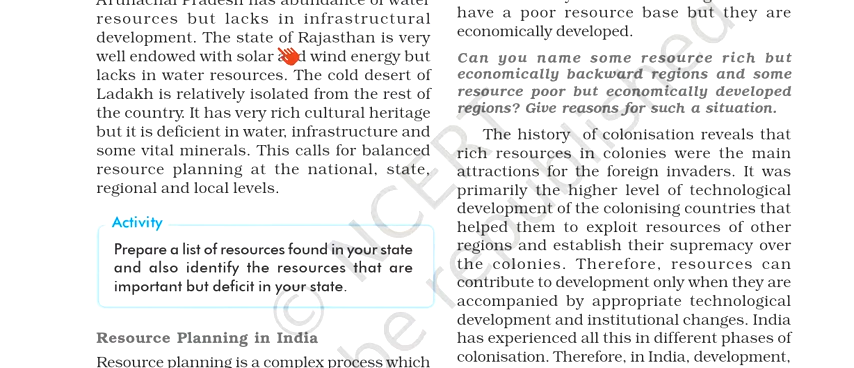 Arunachal Pradesh has abundance of water
resources but lacks in infrastructural
development. The state of Rajasthan is very
well endowed with solar and wind energy but
lacks in water resources. The cold desert of
Ladakh is relatively isolated from the rest of
the country. It has very rich cultural heritage
but it is deficient in water, infrastructure and
some vital minerals. This calls for balanced
resource planning at the national, state,
regional and local levels.
Activity
Prepare a list of resources found in your state
and also identify the resources that are
important but deficit in your state.
Resource Planning in India
Resource planning is a complex process which
have a poor resource base but they are
economically developed.
Can you name some resource rich but
economically backward regions and some
resource poor but economically developed
regions? Give reasons for such a situation.
The history of colonisation reveals that
rich resources in colonies were the main
attractions for the foreign invaders. It was
primarily the higher level of technological
development of the colonising countries that
helped them to exploit resources of other
regions and establish their supremacy over
the colonies. Therefore, resources can
contribute to development only when they are
accompanied by appropriate technological
development and institutional changes. India
has experienced all this in different phases of
colonisation. Therefore, in India, development,
© NCERT
be republished